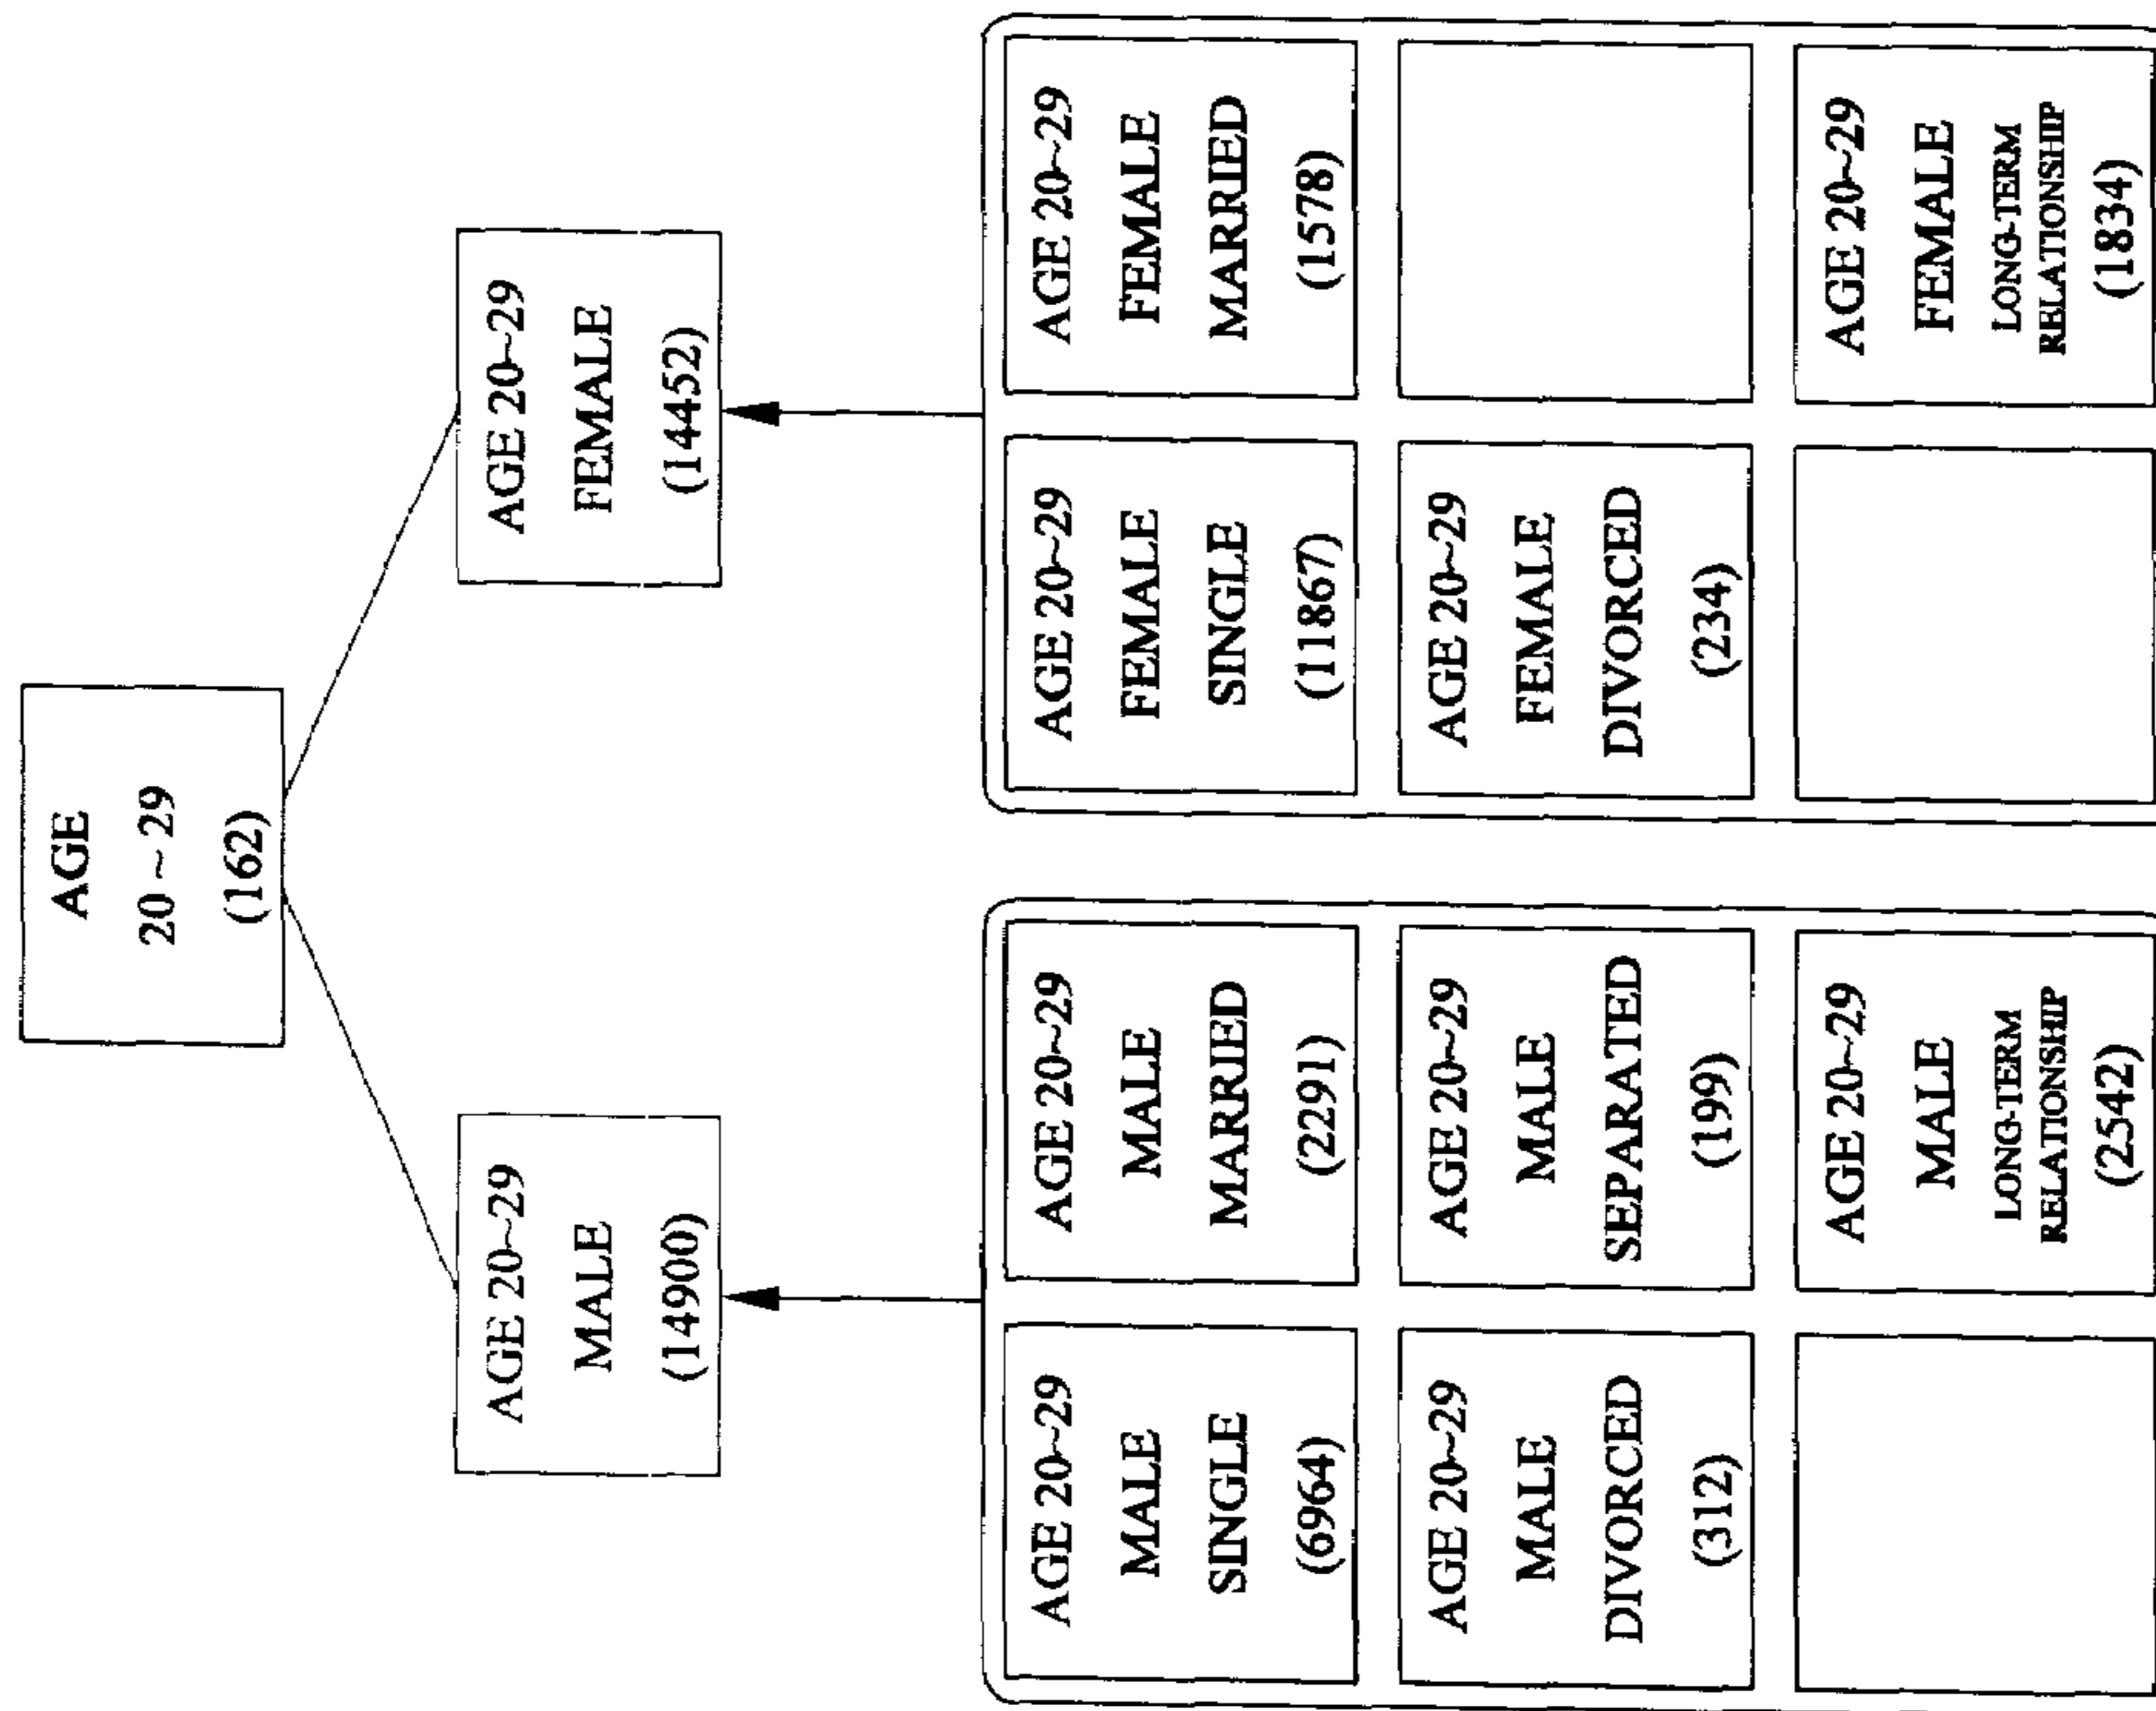 AGE
20 ~ 29
(162)
AGE 20~29
MALE
(14900)
AGE 20~29
FEMALE
(14452)
AGE 20~29
MALE
SINGLE
(6964)
AGE 20~29
MALE
MARRIED
(2291)
AGE 20~29
MALE
DIVORCED
(312)
AGE 20~29
MALE
SEPARATED
(199)
AGE 20~29
MALE
LONG-TERM
RELATIONSHIP
(2542)
AGE 20~29
FEMALE
SINGLE
(11867)
AGE 20~29
FEMALE
MARRIED
(1578)
AGE 20~29
FEMALE
DIVORCED
(234)
AGE 20~29
FEMALE
LONG-TERM
RELATIONSHIP
(1834)